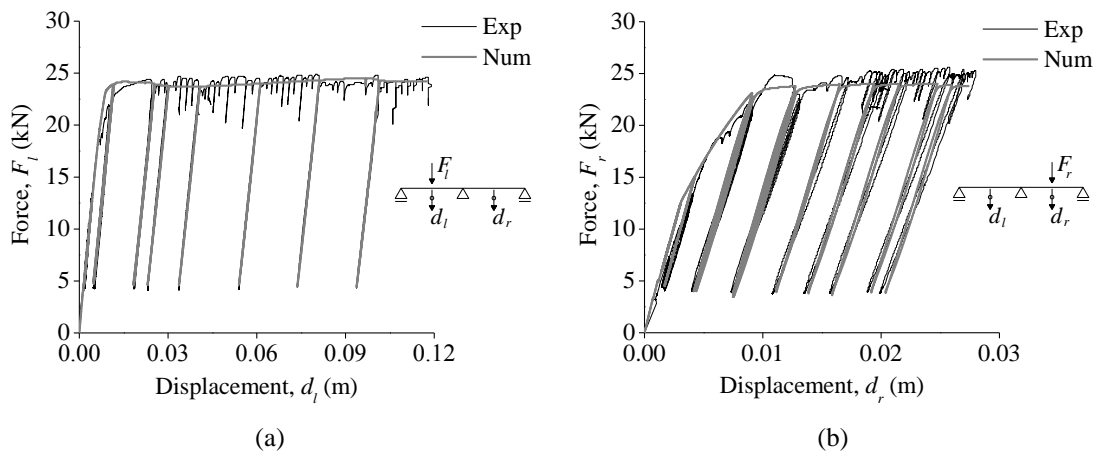 Exp
Num
30
25
20
15
10
5
0
Force, F_l (kN)
F_l
d_l d_r
0.00 0.03 0.06 0.09 0.12
Displacement, d_l (m)
(a)
Exp
Num
30
25
20
15
10
5
0
Force, F_r (kN)
F_r
d_l d_r
0.00 0.01 0.02 0.03
Displacement, d_r (m)
(b)